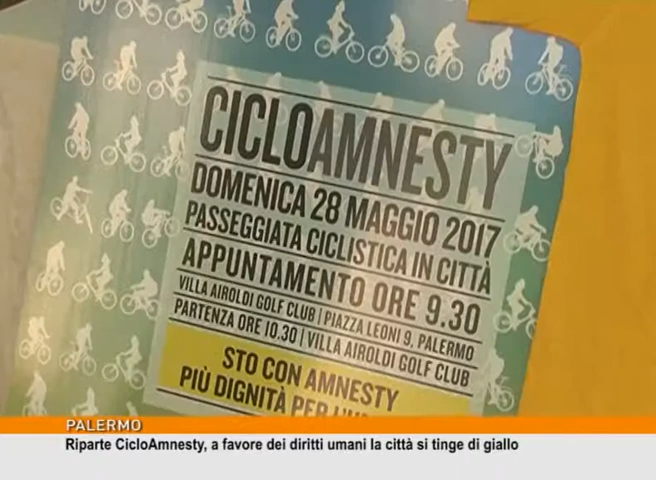 CICLOAMNESTY
DOMENICA 28 MAGGIO 2017
PASSEGGIATA CICLISTICA IN CITTÀ
APPUNTAMENTO ORE 9.30
VILLA AIROLDI GOLF CLUB | PIAZZA LEONI 9, PALERMO
PARTENZA ORE 10.30 | VILLA AIROLDI GOLF CLUB
STO CON AMNESTY
PIÙ DIGNITÀ PER
PALERMO
Riparte CicloAmnesty, a favore dei diritti umani la città si tinge di giallo